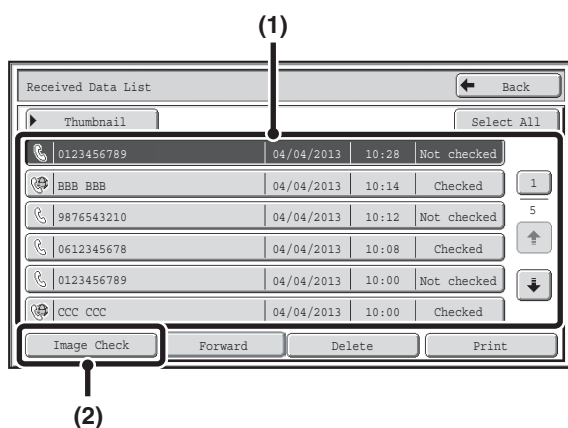 (1)
Received Data List Back
Thumbnail Select All
0123456789 04/04/2013 10:28 Not checked
BBB BBB 04/04/2013 10:14 Checked 1
9876543210 04/04/2013 10:12 Not checked 5
0612345678 04/04/2013 10:08 Checked
0123456789 04/04/2013 10:00 Not checked
CCC CCC 04/04/2013 10:00 Checked
Image Check Forward Delete Print
(2)